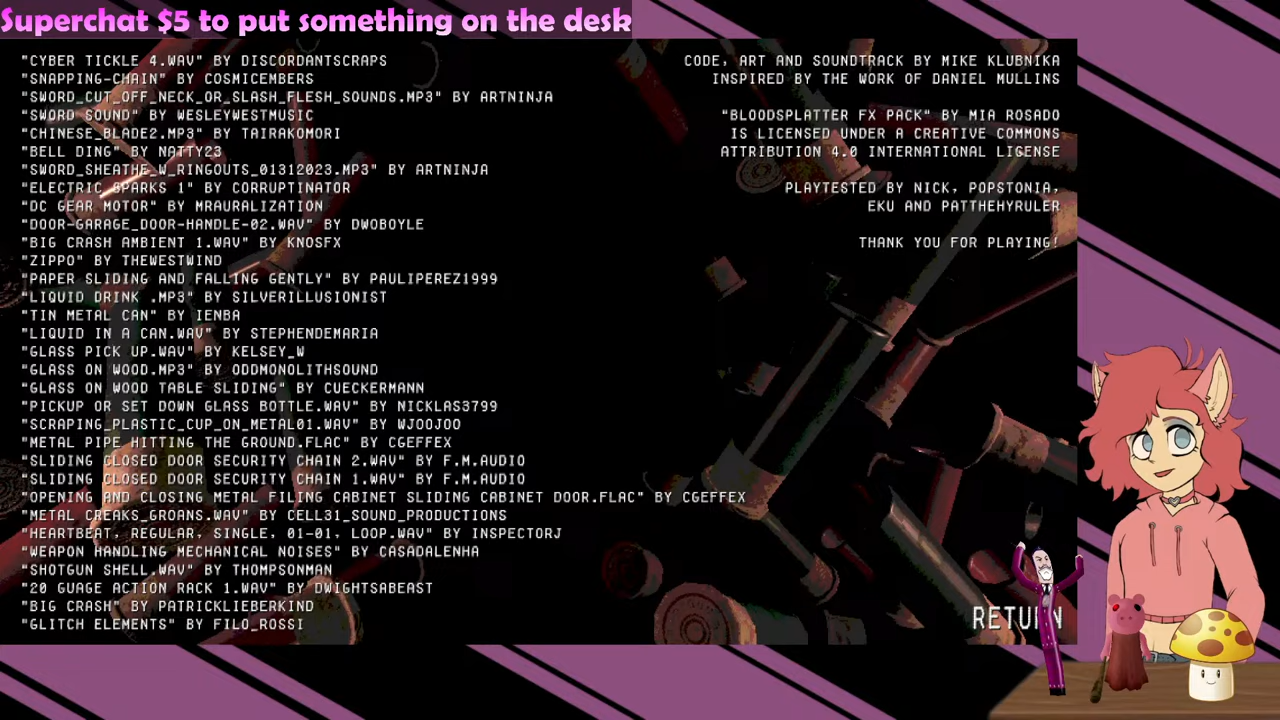 Superchat $5 to put something on the desk
"CYBER TICKLE 4.WAV" BY DISCORDANTSCRAPS
"SNAPPING-CHAIN" BY COSMICEMBERS
"SWORD_CUT_OFF_NECK_OR_SLASH_FLESH_SOUNDS.MP3" BY ARTNINJA
"SWORD SOUND" BY WESLEYWESTMUSIC
"CHINESE_BLADE2.MP3" BY TAIRAKOMORI
"BELL DING" BY NATTY23
"SWORD_SHEATHE_W_RINGOUTS_01312023.MP3" BY ARTNINJA
"ELECTRIC SPARKS 1" BY CORRUPTINATOR
"DC GEAR MOTOR" BY MRAURALIZATION
"DOOR-GARAGE_DOOR-HANDLE-02.WAV" BY DWOBOYLE
"BIG CRASH AMBIENT 1.WAV" BY KNOSFX
"ZIPPO" BY THEWESTWIND
"PAPER SLIDING AND FALLING GENTLY" BY PAULIPEREZ1999
"LIQUID DRINK .MP3" BY SILVERILLUSIONIST
"TIN METAL CAN" BY IENBA
"LIQUID IN A CAN.WAV" BY STEPHENDEMARIA
"GLASS PICK UP.WAV" BY KELSEY_W
"GLASS ON WOOD.MP3" BY ODDMONOLITHSOUND
"GLASS ON WOOD TABLE SLIDING" BY CUECKERMANN
"PICKUP OR SET DOWN GLASS BOTTLE.WAV" BY NICKLAS3799
"SCRAPING_PLASTIC_CUP_ON_METAL01.WAV" BY WJOOJOO
"METAL PIPE HITTING THE GROUND.FLAC" BY CGEFFEX
"SLIDING CLOSED DOOR SECURITY CHAIN 2.WAV" BY F.M.AUDIO
"SLIDING CLOSED DOOR SECURITY CHAIN 1.WAV" BY F.M.AUDIO
"OPENING AND CLOSING METAL FILING CABINET SLIDING CABINET DOOR.FLAC" BY CGEFFEX
"METAL CREAKS_GROANS.WAV" BY CELL31_SOUND_PRODUCTIONS
"HEARTBEAT, REGULAR, SINGLE, 01-01, LOOP.WAV" BY INSPECTORJ
"WEAPON HANDLING MECHANICAL NOISES" BY CASADALENHA
"SHOTGUN SHELL.WAV" BY THOMPSONMAN
"20 GUAGE ACTION RACK 1.WAV" BY DWIGHTSABEAST
"BIG CRASH" BY PATRICKLIEBERKIND
"GLITCH ELEMENTS" BY FILO_ROSSI
CODE, ART AND SOUNDTRACK BY MIKE KLUBNIKA
INSPIRED BY THE WORK OF DANIEL MULLINS
"BLOODSPLATTER FX PACK" BY MIA ROSADO
IS LICENSED UNDER A CREATIVE COMMONS
ATTRIBUTION 4.0 INTERNATIONAL LICENSE
PLAYTESTED BY NICK, POPSTONIA,
EKU AND PATTHEHYRULER
THANK YOU FOR PLAYING!
RETURN